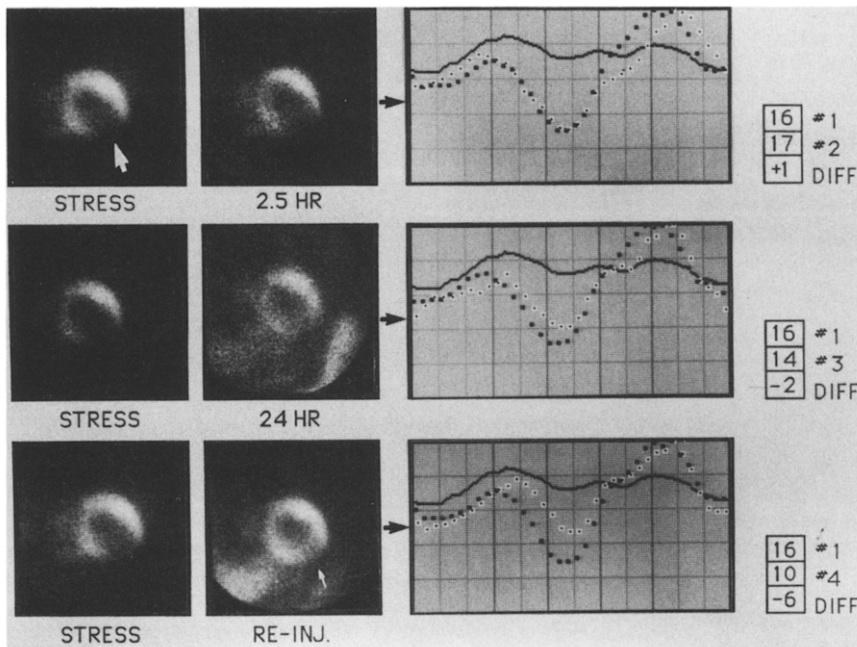 16 #1
17 #2
+1 DIFF
STRESS 2.5 HR
16 #1
14 #3
-2 DIFF
STRESS 24 HR
16 #1
10 #4
-6 DIFF
STRESS RE-INJ.